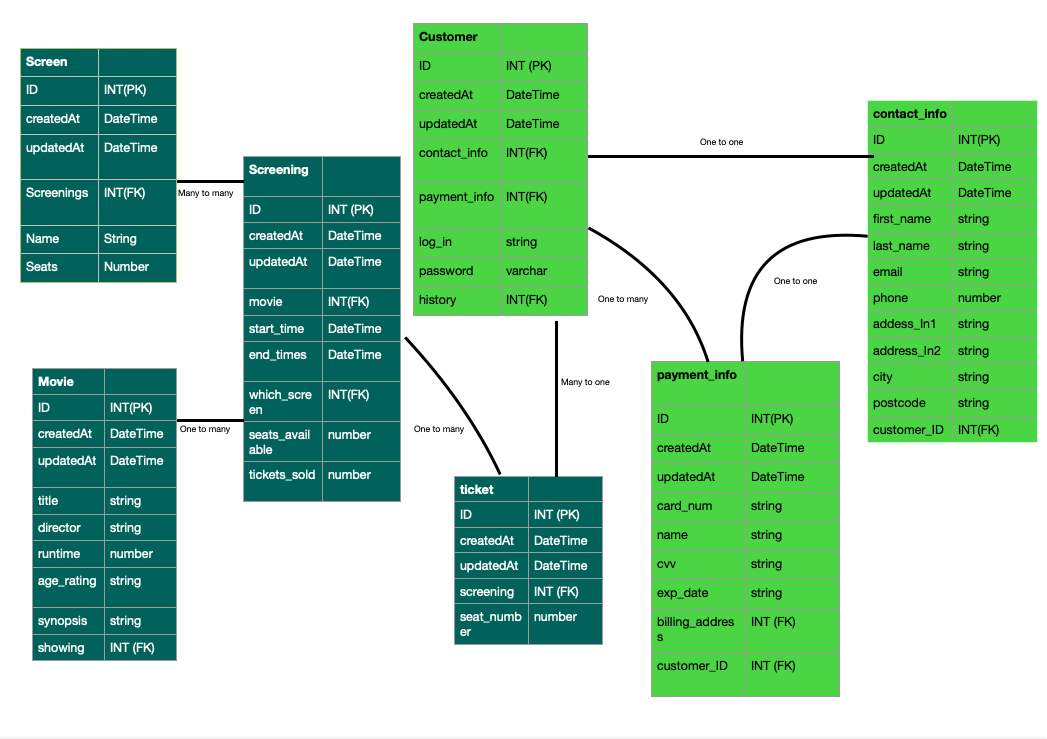 Screen
ID INT(PK)
createdAt DateTime
updatedAt DateTime
Screenings INT(FK)
Name String
Seats Number
Many to many
Movie
ID INT(PK)
createdAt DateTime
updatedAt DateTime
title string
director string
runtime number
age_rating string
synopsis string
showing INT (FK)
One to many
Screening
ID INT (PK)
createdAt DateTime
updatedAt DateTime
movie INT(FK)
start_time DateTime
end_times DateTime
which_scre INT(FK)
en
seats_avail number
able
tickets_sold number
One to many
Customer
ID INT (PK)
createdAt DateTime
updatedAt DateTime
contact_info INT(FK)
payment_info INT(FK)
log_in string
password varchar
history INT(FK)
Many to one
ticket
ID INT (PK)
createdAt DateTime
updatedAt DateTime
screening INT (FK)
seat_numb number
er
One to many
One to one
One to one
payment_info
ID INT(PK)
createdAt DateTime
updatedAt DateTime
card_num string
name string
cvv string
exp_date string
billing_addres INT (FK)
s
customer_ID INT (FK)
contact_info
ID INT(PK)
createdAt DateTime
updatedAt DateTime
first_name string
last_name string
email string
phone number
addess_ln1 string
address_ln2 string
city string
postcode string
customer_ID INT(FK)